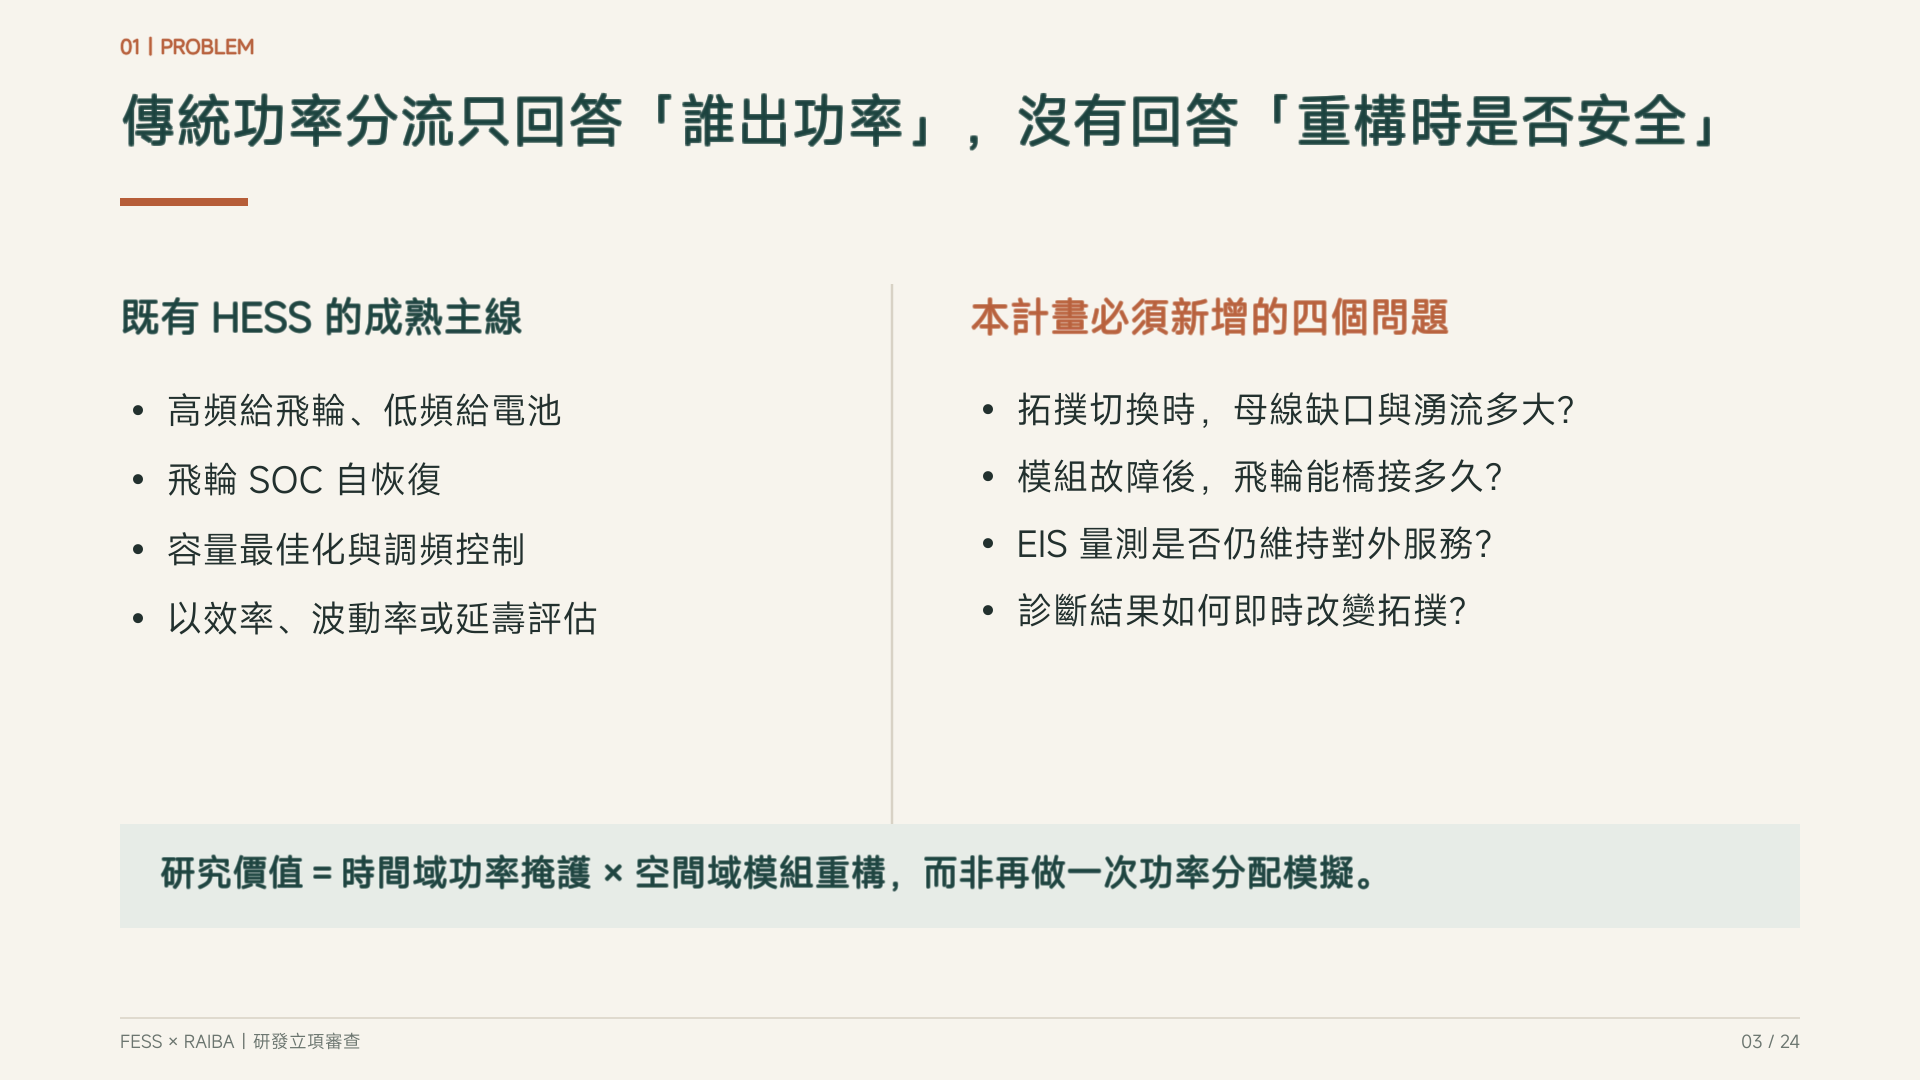 01 | PROBLEM
傳統功率分流只回答「誰出功率」，沒有回答「重構時是否安全」
既有 HESS 的成熟主線
• 高頻給飛輪、低頻給電池
• 飛輪 SOC 自恢復
• 容量最佳化與調頻控制
• 以效率、波動率或延壽評估
本計畫必須新增的四個問題
• 拓撲切換時，母線缺口與湧流多大？
• 模組故障後，飛輪能橋接多久？
• EIS 量測是否仍維持對外服務？
• 診斷結果如何即時改變拓撲？
研究價值 = 時間域功率掩護 × 空間域模組重構，而非再做一次功率分配模擬。
FESS × RAIBA | 研發立項審查
03 / 24